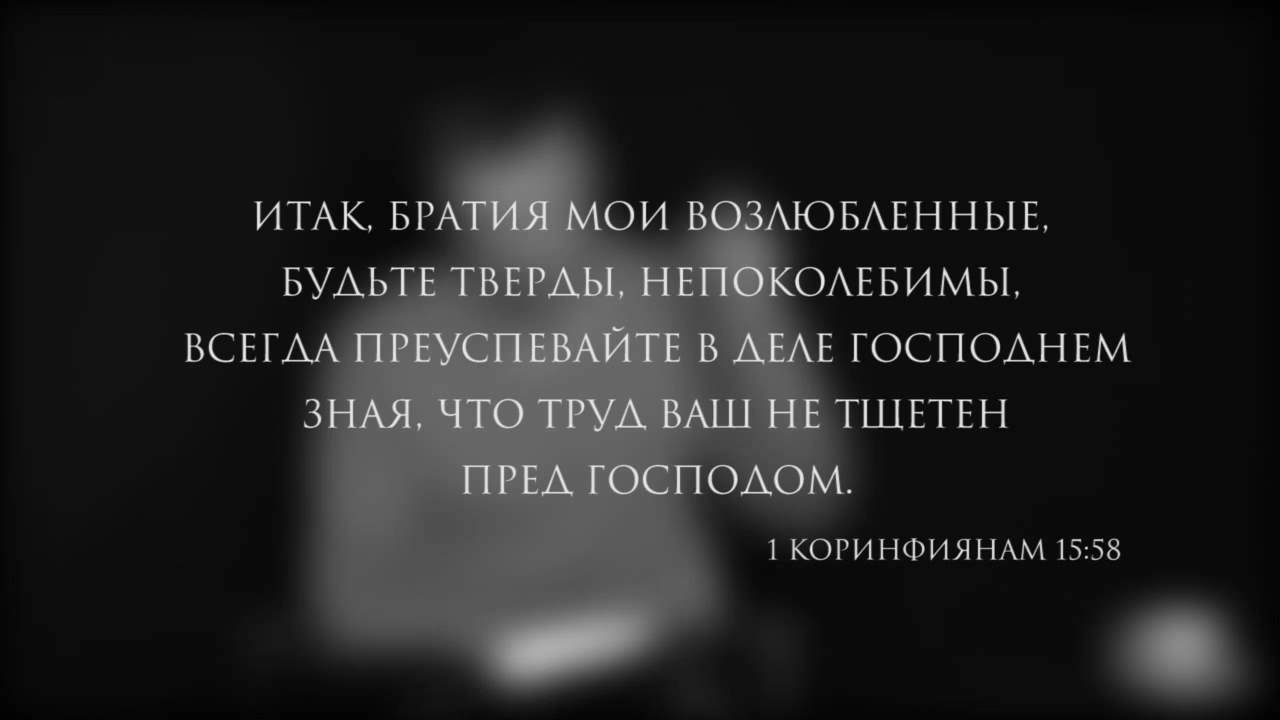 ИТАК, БРАТИЯ МОИ ВОЗЛЮБЛЕННЫЕ,
БУДЬТЕ ТВЕРДЫ, НЕПОКОЛЕБИМЫ,
ВСЕГДА ПРЕУСПЕВАЙТЕ В ДЕЛЕ ГОСПОДНЕМ
ЗНАЯ, ЧТО ТРУД ВАШ НЕ ТЩЕТЕН
ПРЕД ГОСПОДОМ.
1 КОРИНФИЯНАМ 15:58